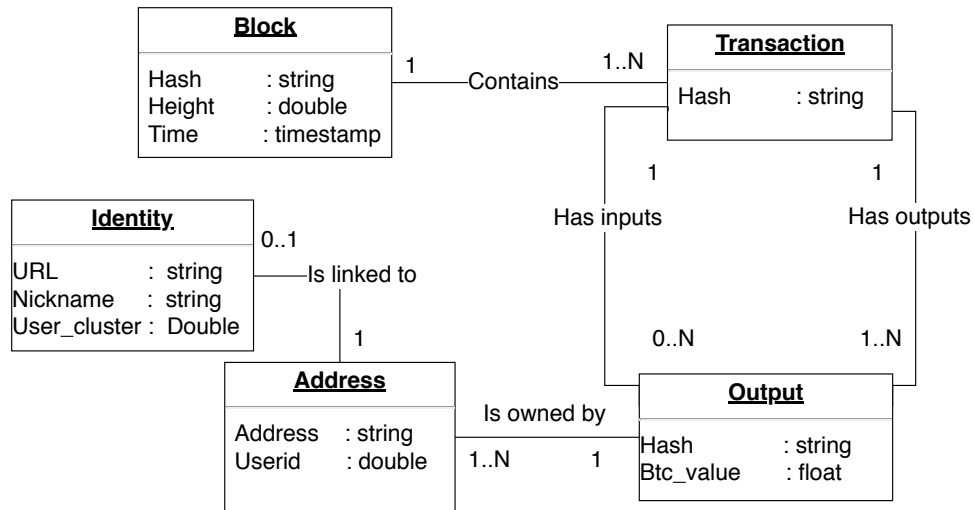 Block
Hash : string
Height : double
Time : timestamp
1
Contains
1..N
Transaction
Hash : string
1
Has inputs
0..N
1
Has outputs
1..N
Identity
URL : string
Nickname : string
User_cluster : Double
0..1
Is linked to
1
Address
Address : string
Userid : double
Is owned by
1..N
1
Output
Hash : string
Btc_value : float